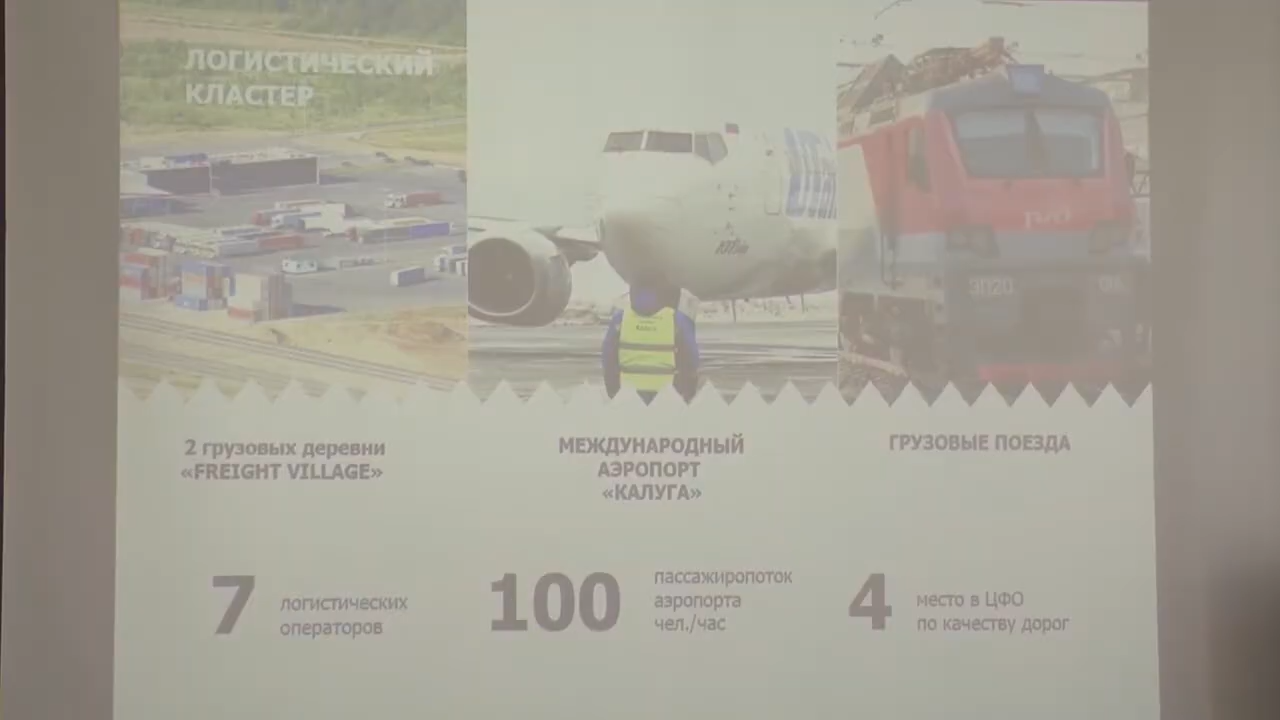 ЛОГИСТИЧЕСКИЙ
КЛАСТЕР
ЭП20
2 грузовых деревни
«FREIGHT VILLAGE»
МЕЖДУНАРОДНЫЙ
АЭРОПОРТ
«КАЛУГА»
ГРУЗОВЫЕ ПОЕЗДА
7
логистических
операторов
100
пассажиропоток
аэропорта
чел./час
4
место в ЦФО
по качеству дорог